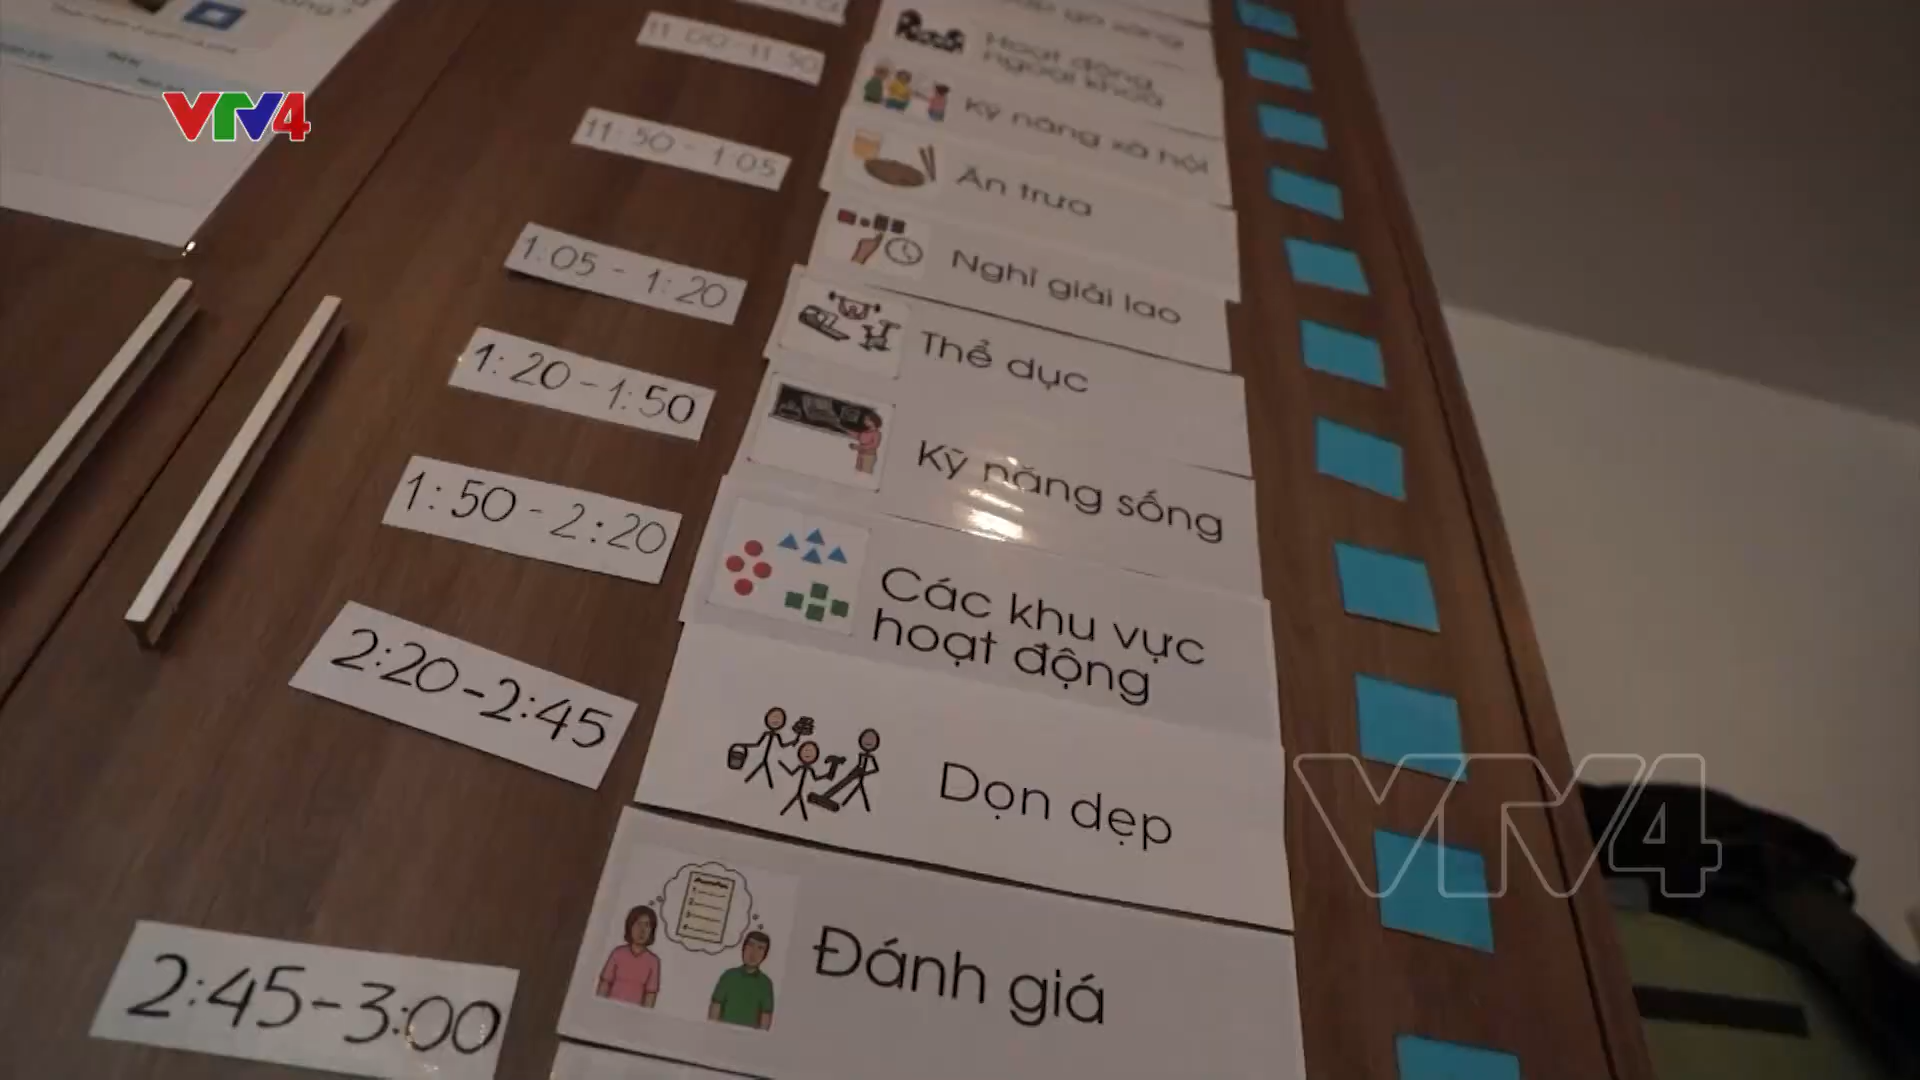 VTV4
11:00-11:50
Hoạt động
Ngoại khóa
Kỹ năng xã hội
11:50-1:05
Ăn trưa
1:05-1:20
Nghỉ giải lao
1:20-1:50
Thể dục
Kỹ năng sống
1:50-2:20
Các khu vực
hoạt động
2:20-2:45
Dọn dẹp
VTV4
Đánh giá
2:45-3:00